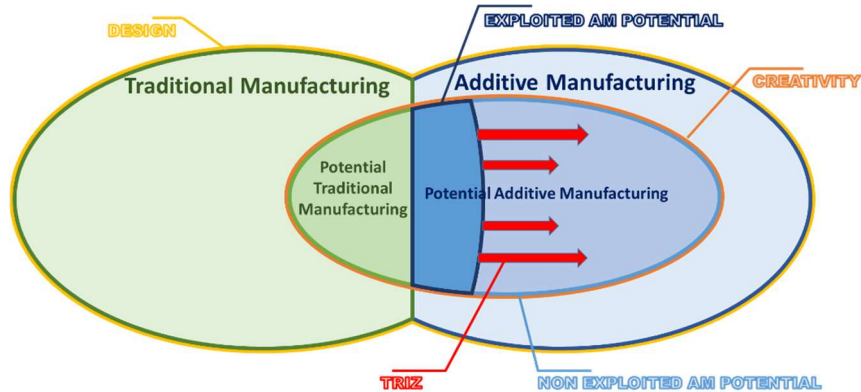 EXPLOITED AM POTENTIAL
DESIGN
Traditional Manufacturing
Additive Manufacturing
CREATIVITY
Potential
Traditional
Manufacturing
Potential Additive Manufacturing
TRIZ
NON EXPLOITED AM POTENTIAL